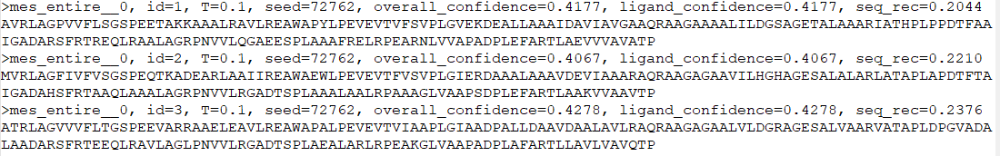 >mes_entire__0, id=1, T=0.1, seed=72762, overall_confidence=0.4177, ligand_confidence=0.4177, seq_rec=0.2044
AVRLAGPVVFLSGSPEETAKKAAALRAVLREAWAPYLPEVEVTVFSVPLGVEKDEALLAAAIDAVIAVGAAQRAAGAAAALILDGSAGETALAAARIATHPLPPDTFAA
IGADARSFRTREQLRAALAGRPNVVLQGAEESPLAAAFRELRPEARNLVVAPADPLEFARTLAEVVVAVATP
>mes_entire__0, id=2, T=0.1, seed=72762, overall_confidence=0.4067, ligand_confidence=0.4067, seq_rec=0.2210
MVRLAGFIVFVSGSPEQTKADEARLAAIIREAWAEWLPEVEVTFVSVPLGIERDAAALAAAVDEVIAAARAQRAAGAGAAVILHGHAGESALALARLATAPLAPDTFTA
IGADAHSFRTAAQLAAALAGRPNVVLRGADTSPLAAALAALRPAAAGLVAAPSDPLEFARTLAAKVVAAVTP
>mes_entire__0, id=3, T=0.1, seed=72762, overall_confidence=0.4278, ligand_confidence=0.4278, seq_rec=0.2376
ATRLAGVVVFLTGSPEEVARRAAELEAVLREAWAPALPEVEVTVIAAPLGIAADPALLDAAVDAALAVLRAQRAAGAGAALVLDGRAGESALVAARVATAPLDPGVADA
LAADARSFRTEEQLRAVLAGLPNVVLRGADTSPLAEALARLRPEAKGLVAAPADPLAFARTLLAVLVAVQTP